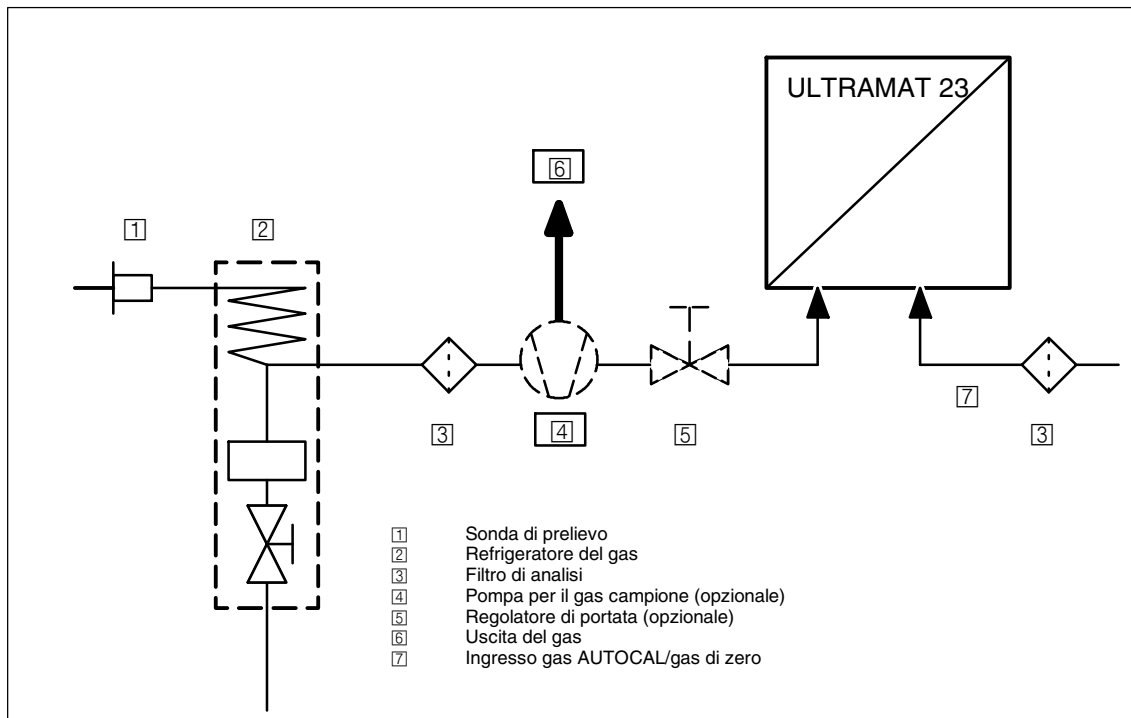 ULTRAMAT 23
6
1
2
7
3
4
5
3
1 Sonda di prelievo
2 Refrigeratore del gas
3 Filtro di analisi
4 Pompa per il gas campione (opzionale)
5 Regolatore di portata (opzionale)
6 Uscita del gas
7 Ingresso gas AUTOCAL/gas di zero